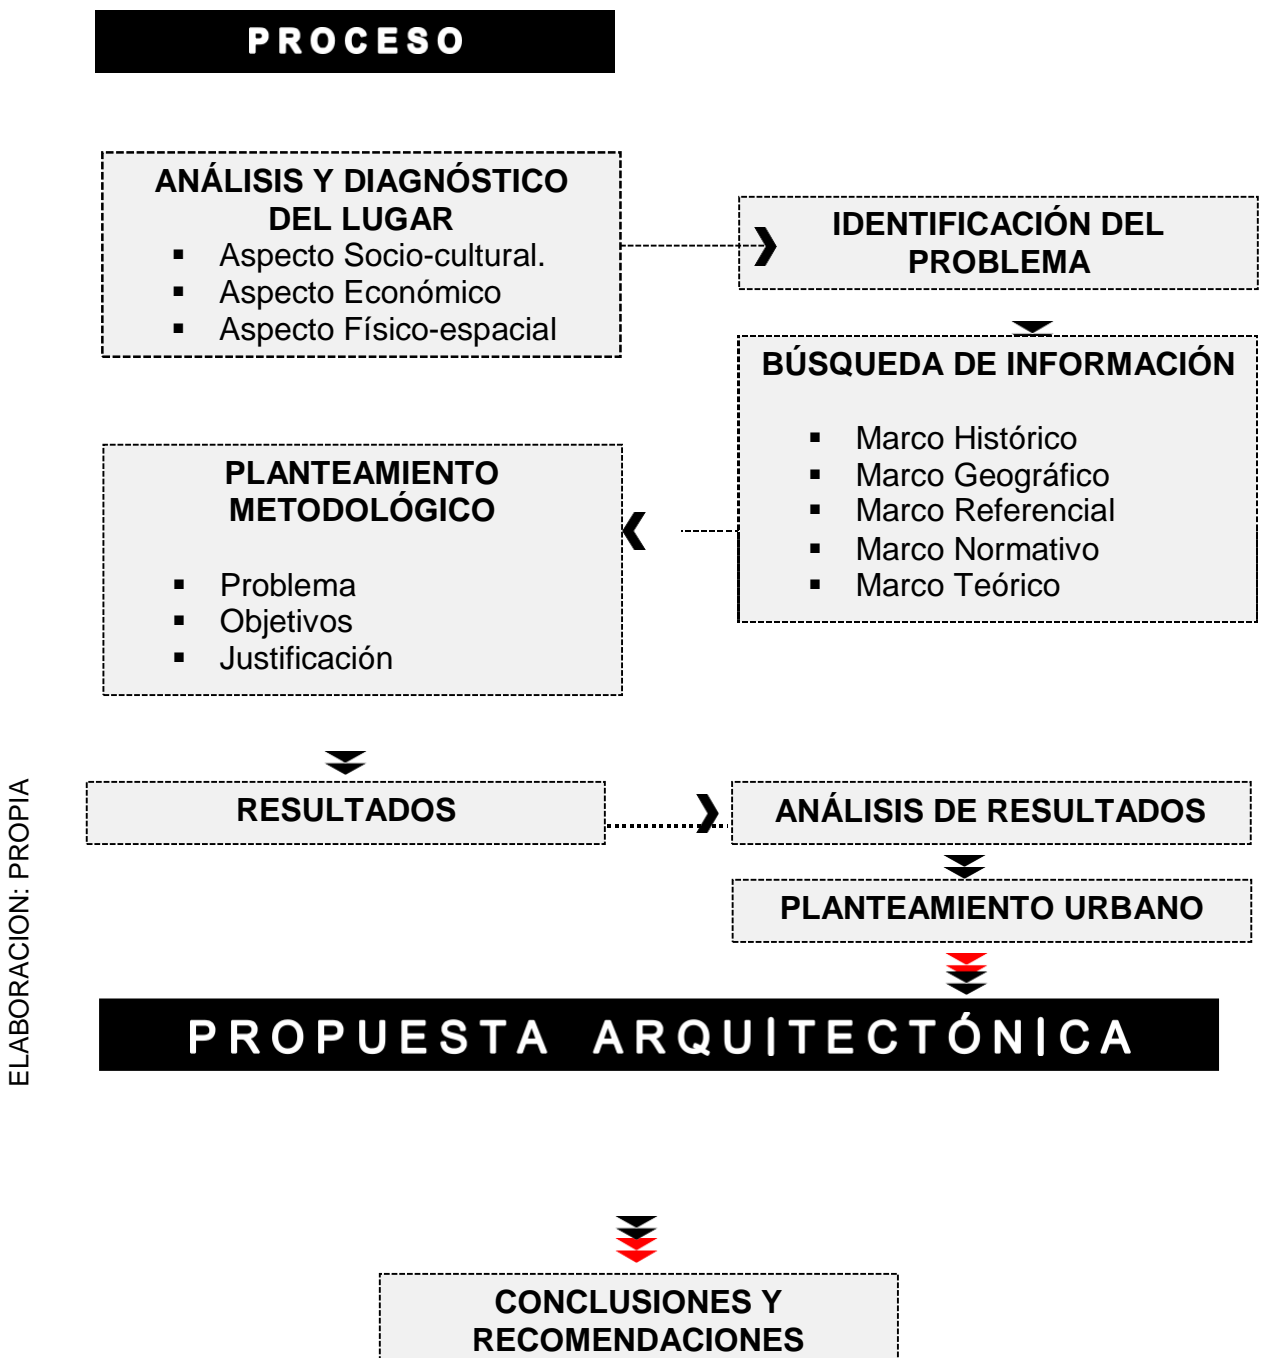 PROCESO
ANÁLISIS Y DIAGNÓSTICO
DEL LUGAR
▪ Aspecto Socio-cultural.
▪ Aspecto Económico
▪ Aspecto Físico-espacial
IDENTIFICACIÓN DEL
PROBLEMA
BÚSQUEDA DE INFORMACIÓN
▪ Marco Histórico
▪ Marco Geográfico
▪ Marco Referencial
▪ Marco Normativo
▪ Marco Teórico
PLANTEAMIENTO
METODOLÓGICO
▪ Problema
▪ Objetivos
▪ Justificación
RESULTADOS
ANÁLISIS DE RESULTADOS
PLANTEAMIENTO URBANO
PROPUESTA ARQUITECTÓNICA
CONCLUSIONES Y
RECOMENDACIONES
ELABORACION: PROPIA